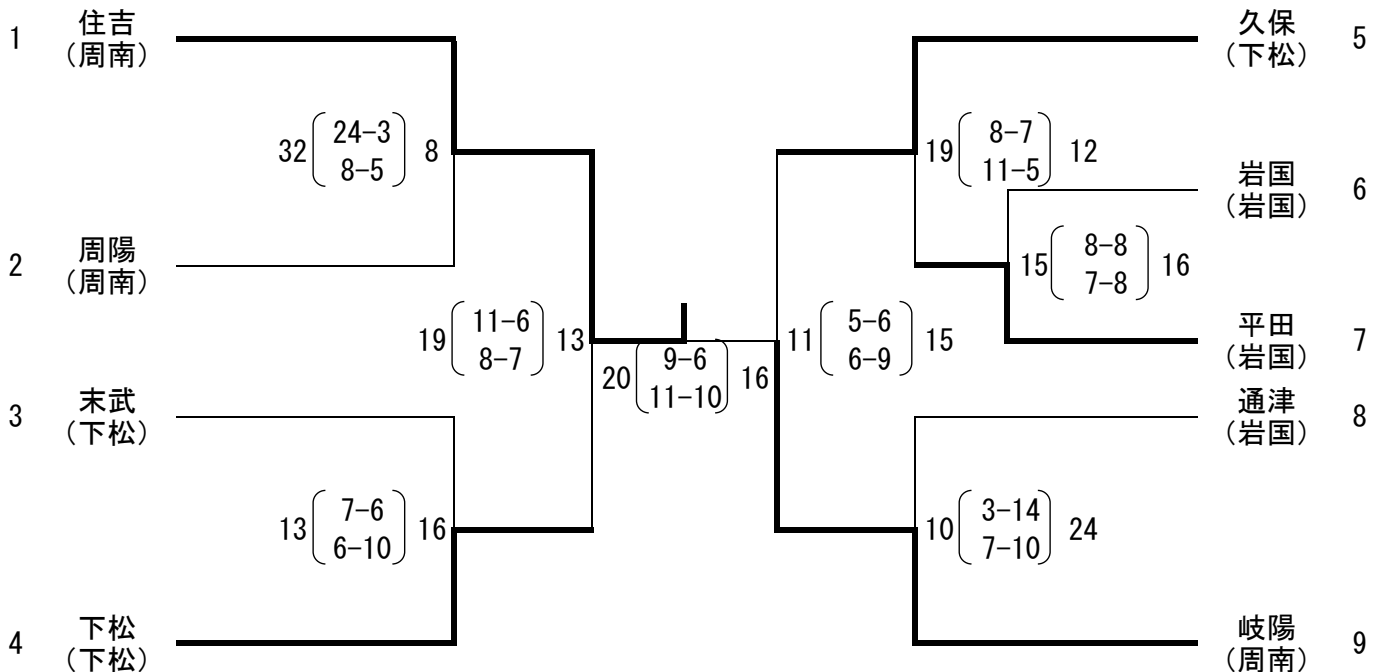 1 住吉 (周南)
久保 (下松) 5
32 24-3 8-5 8
19 8-7 11-5 12
岩国 (岩国) 6
2 周陽 (周南)
15 8-8 7-8 16
19 11-6 8-7 13
20 9-6 11-10 16
11 5-6 6-9 15
平田 (岩国) 7
3 末武 (下松)
通津 (岩国) 8
13 7-6 6-10 16
10 3-14 7-10 24
4 下松 (下松)
岐陽 (周南) 9